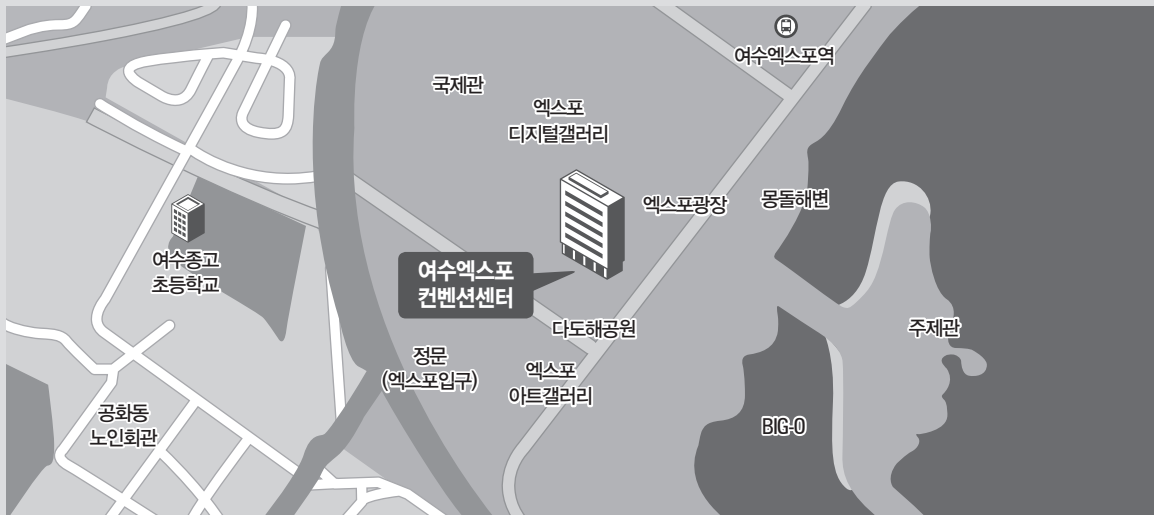 여수엑스포역
국제관
엑스포
디지털갤러리
엑스포광장
몽돌해변
여수종고
초등학교
여수엑스포
컨벤션센터
다도해공원
주제관
정문
(엑스포입구)
엑스포
아트갤러리
공화동
노인회관
BIG-O